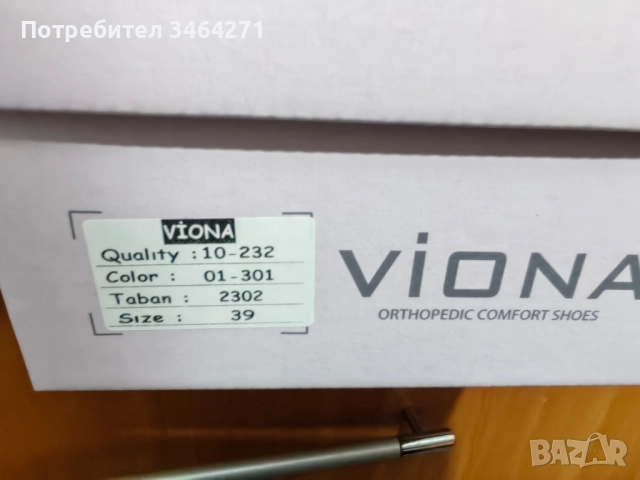 Потребител 3464271
VİONA
Quality : 10-232
Color : 01-301
Taban : 2302
Size : 39
VİONA
ORTHOPEDIC COMFORT SHOES
BAZAR